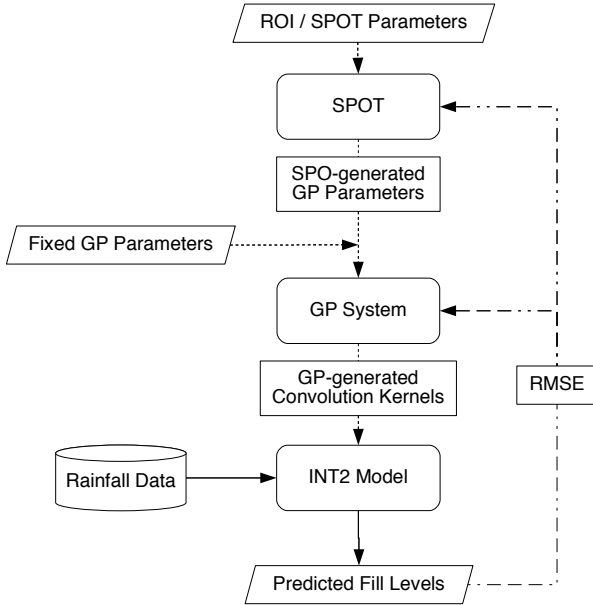 ROI / SPOT Parameters
SPOT
SPO-generated
GP Parameters
Fixed GP Parameters
GP System
GP-generated
Convolution Kernels
RMSE
Rainfall Data
INT2 Model
Predicted Fill Levels